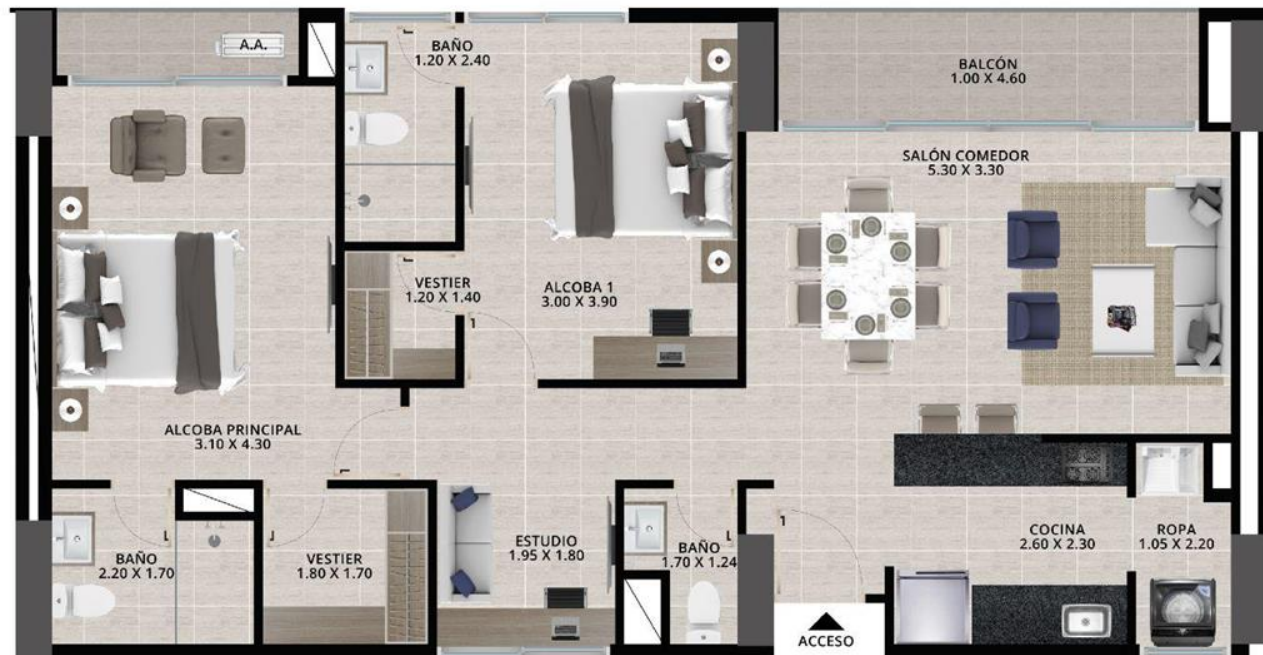 A.A.
BAÑO
1.20 X 2.40
BALCÓN
1.00 X 4.60
SALÓN COMEDOR
5.30 X 3.30
VESTIER
1.20 X 1.40
ALCOBA 1
3.00 X 3.90
ALCOBA PRINCIPAL
3.10 X 4.30
BAÑO
2.20 X 1.70
VESTIER
1.80 X 1.70
ESTUDIO
1.95 X 1.80
BAÑO
1.70 X 1.24
COCINA
2.60 X 2.30
ROPA
1.05 X 2.20
ACCESO